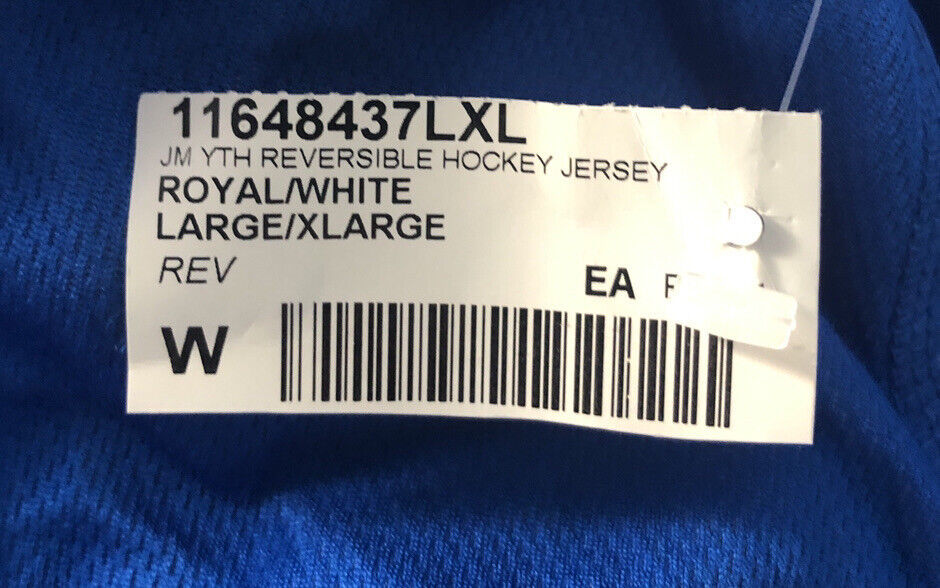 11648437LXL
JM YTH REVERSIBLE HOCKEY JERSEY
ROYAL/WHITE
LARGE/XLARGE
REV
EA
W